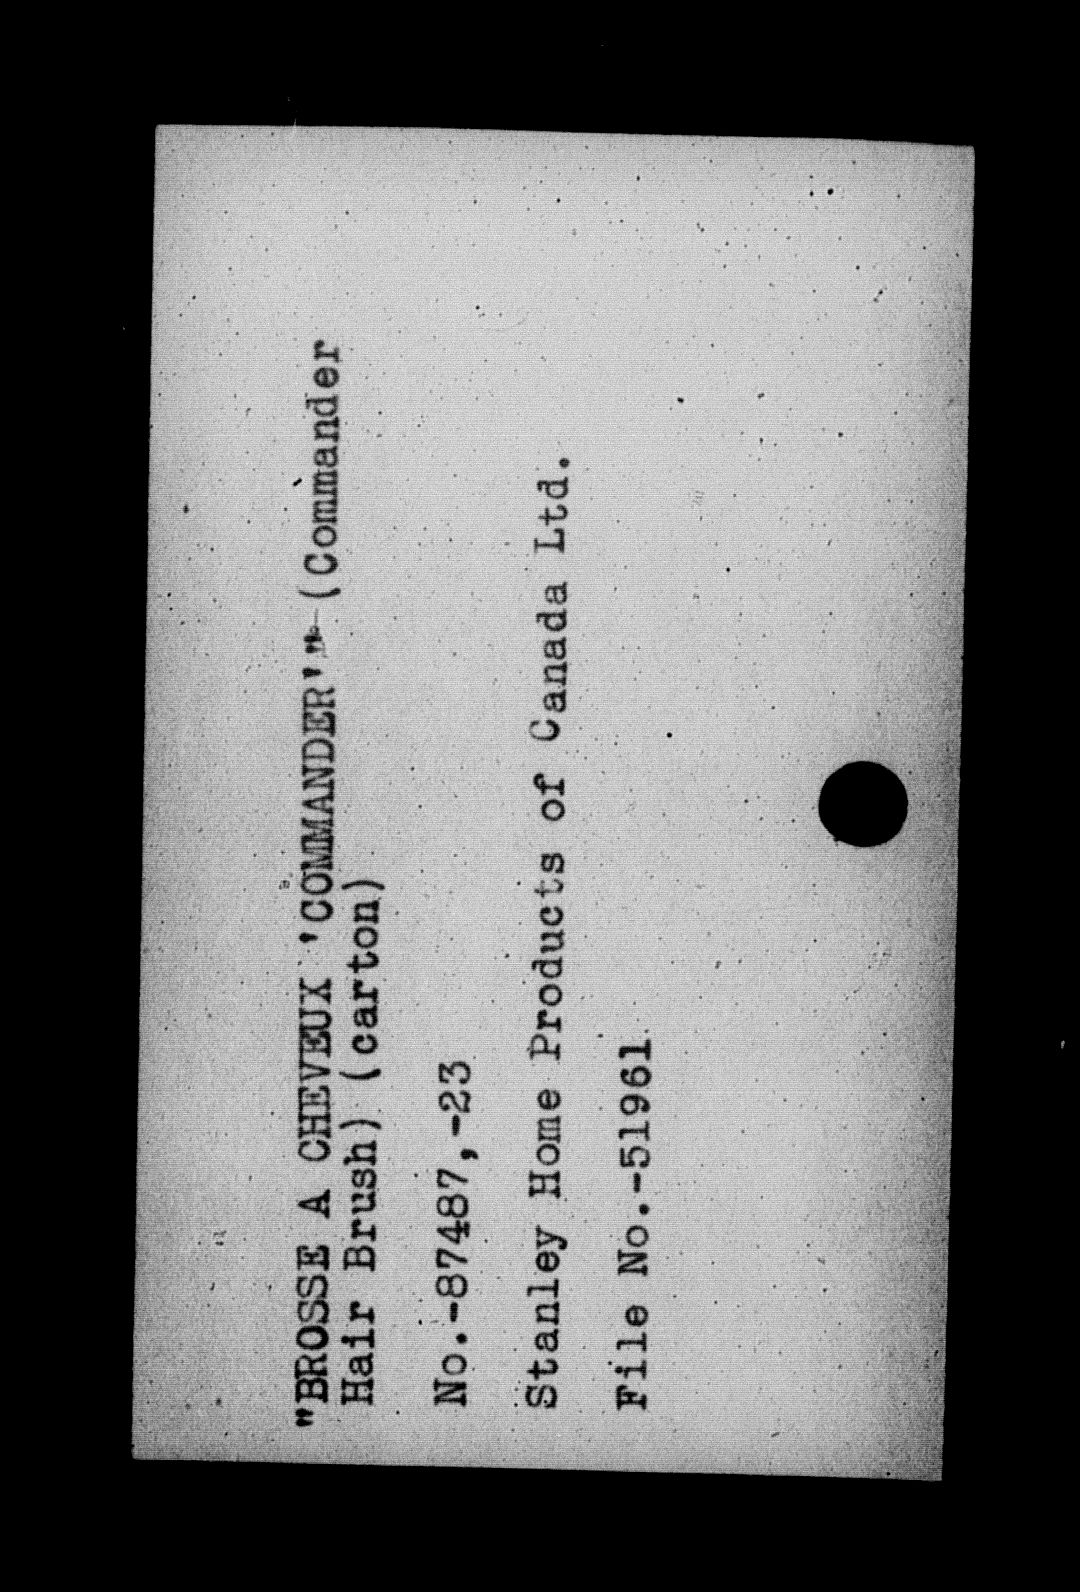 "BROSSE A CHEVEUX 'COMMANDER'" (Commander
Hair Brush) (carton)
No.-87487,-23
Stanley Home Products of Canada Ltd.
File No.-51961